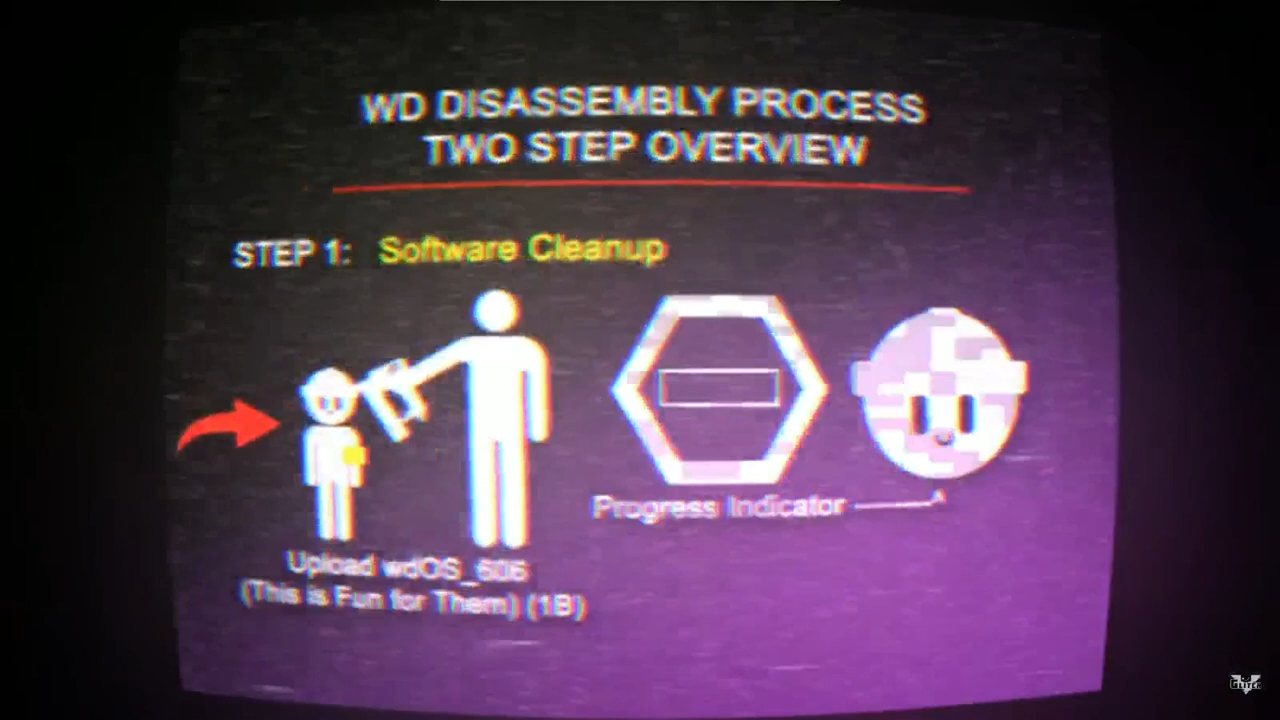 WD DISASSEMBLY PROCESS
TWO STEP OVERVIEW
STEP 1: Software Cleanup
Progress Indicator
Upload wdOS_606
(This is Fun for Them) (1B)
GLITCH